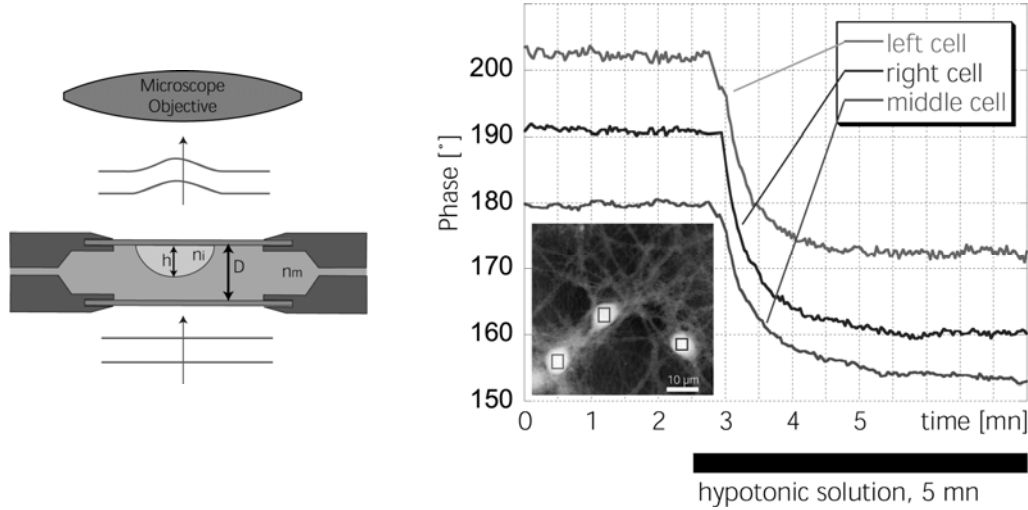 Microscope
Objective
h
ni
D
nm
Phase [°]
200
190
180
170
160
150
left cell
right cell
middle cell
10 µm
0
1
2
3
4
5
time [mn]
hypotonic solution, 5 mn